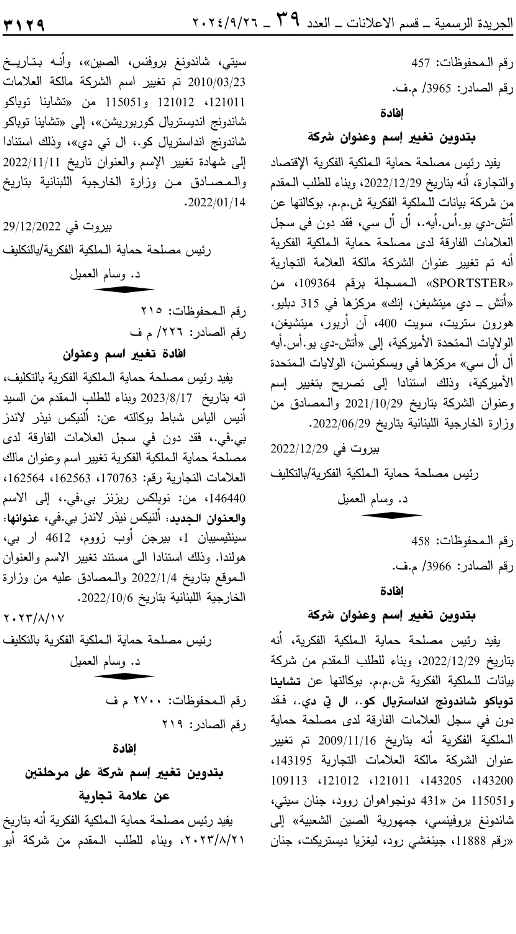 الجريدة الرسمية ــ قسم الاعلانات ــ العدد ٣٩ ــ ٢٠٢٤/٩/٢٦
٣١٢٩
رقم المحفوظات: 457
رقم الصادر: 3965/ م.ف.
إفادة
بتدوين تغيير إسم وعنوان شركة
يفيد رئيس مصلحة حماية الملكية الفكرية الإقتصاد
والتجارة، أنه بتاريخ 2022/12/29، وبناء للطلب المقدم
من شركة بيانات للملكية الفكرية ش.م.م. بوكالتها عن
أتش-دي يو.أس.أيه.، أل أل سي، فقد دون في سجل
العلامات الفارقة لدى مصلحة حماية الملكية الفكرية
أنه تم تغيير عنوان الشركة مالكة العلامة التجارية
«SPORTSTER» المسجلة برقم 109364، من
«أتش ــ دي ميتشيغن، إنك» مركزها في 315 دبليو.
هورون ستريت، سويت 400، آن أربور، ميتشيغن،
الولايات المتحدة الأميركية، إلى «أتش-دي يو.أس.أيه
أل أل سي» مركزها في ويسكونسن، الولايات المتحدة
الأميركية، وذلك استنادا إلى تصريح بتغيير إسم
وعنوان الشركة بتاريخ 2021/10/29 والمصادق من
وزارة الخارجية اللبنانية بتاريخ 2022/06/29.
بيروت في 2022/12/29
رئيس مصلحة حماية الملكية الفكرية/بالتكليف
د. وسام العميل
رقم المحفوظات: 458
رقم الصادر: 3966/ م.ف.
إفادة
بتدوين تغيير إسم وعنوان شركة
يفيد رئيس مصلحة حماية الملكية الفكرية، أنه
بتاريخ 2022/12/29، وبناء للطلب المقدم من شركة
بيانات للملكية الفكرية ش.م.م. بوكالتها عن تشاينا
توباكو شاندونج انداستريال كو.، ال تي دي.، فقد
دون في سجل العلامات الفارقة لدى مصلحة حماية
الملكية الفكرية أنه بتاريخ 2009/11/16 تم تغيير
عنوان الشركة مالكة العلامات التجارية 143195،
143200، 143205، 121011، 121012، 109113
و115051 من «431 دونجواهوان روود، جنان سيتي،
شاندونغ بروفينسي، جمهورية الصين الشعبية» إلى
«رقم 11888، جينغشي رود، ليغزيا ديستريكت، جنان
سيتي، شاندونغ بروفنس، الصين»، وأنه بتاريخ
2010/03/23 تم تغيير اسم الشركة مالكة العلامات
121011، 121012 و115051 من «تشاينا توباكو
شاندونج انديستريال كوربوريشن»، إلى «تشاينا توباكو
شاندونج انداستريال كو.، ال تي دي»، وذلك استنادا
إلى شهادة تغيير الإسم والعنوان تاريخ 2022/11/11
والمصادق من وزارة الخارجية اللبنانية بتاريخ
2022/01/14.
بيروت في 29/12/2022
رئيس مصلحة حماية الملكية الفكرية/بالتكليف
د. وسام العميل
رقم المحفوظات: ٢١٥
رقم الصادر: ٢٢٦/ م ف
افادة تغيير اسم وعنوان
يفيد رئيس مصلحة حماية الملكية بالتكليف،
انه بتاريخ 2023/8/17 وبناء للطلب المقدم من السيد
أنيس الياس شباط بوكالته عن: ألنيكس نيذر لاندز
بي.في.، فقد دون في سجل العلامات الفارقة لدى
مصلحة حماية الملكية الفكرية تغيير اسم وعنوان مالك
العلامات التجارية رقم: 170763، 162563، 162564،
146440، من: نوبلكس ريزنز بي.في.، إلى الاسم
والعنوان الجديد: ألنيكس نيذر لاندز بي.في، عنوانها:
سينثيسيبان 1، بيرجن أوب زووم، 4612 ار بي،
هولندا. وذلك استنادا الى مستند تغيير الاسم والعنوان
الموقع بتاريخ 2022/1/4 والمصادق عليه من وزارة
الخارجية اللبنانية بتاريخ 2022/10/6.
٢٠٢٣/٨/١٧
رئيس مصلحة حماية الملكية الفكرية بالتكليف
د. وسام العميل
رقم المحفوظات: ٢٧٠٠ م ف
رقم الصادر: ٢١٩
إفادة
بتدوين تغيير إسم شركة على مرحلتين
عن علامة تجارية
يفيد رئيس مصلحة حماية الملكية الفكرية أنه بتاريخ
٢٠٢٣/٨/٢١، وبناء للطلب المقدم من شركة أبو